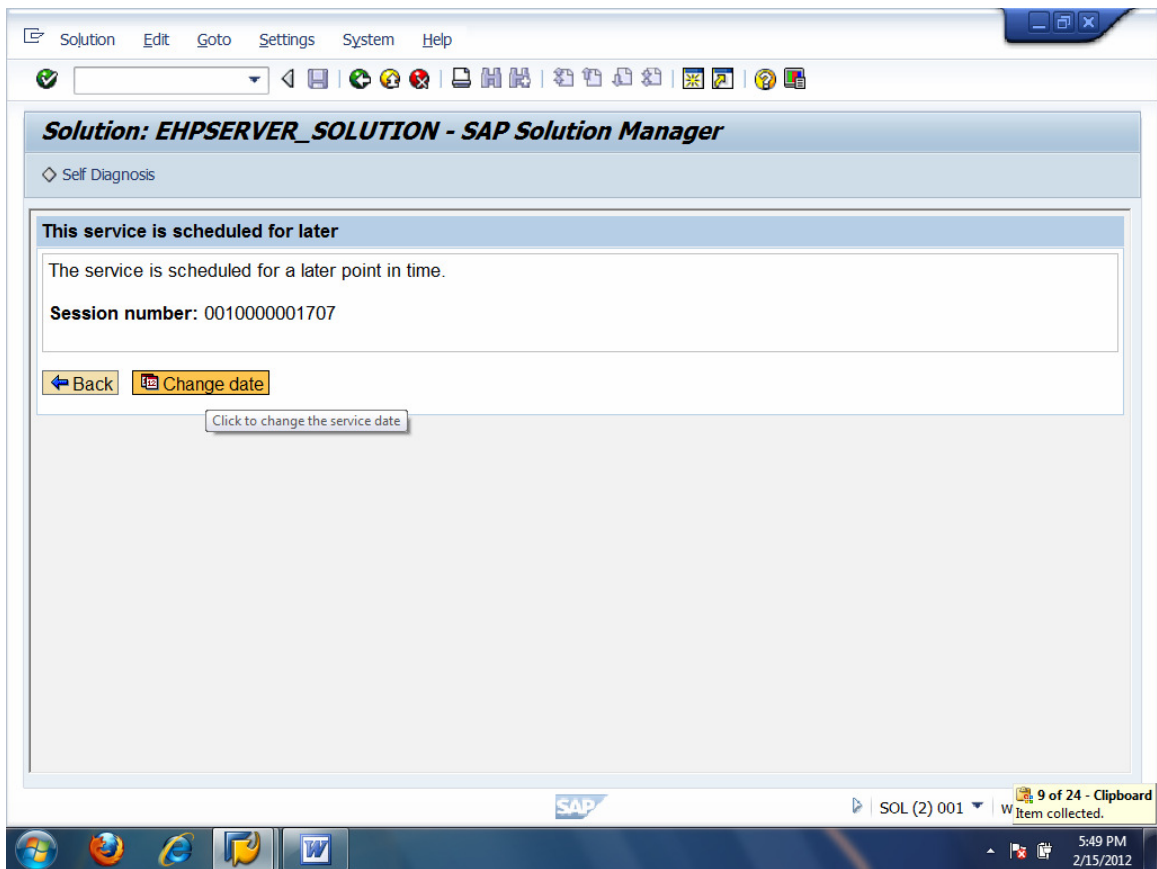 Solution Edit Goto Settings System Help
Solution: EHPSERVER_SOLUTION - SAP Solution Manager
Self Diagnosis
This service is scheduled for later
The service is scheduled for a later point in time.
Session number: 0010000001707
Back Change date
Click to change the service date
SAP
SOL (2) 001 W
9 of 24 - Clipboard
Item collected.
5:49 PM
2/15/2012